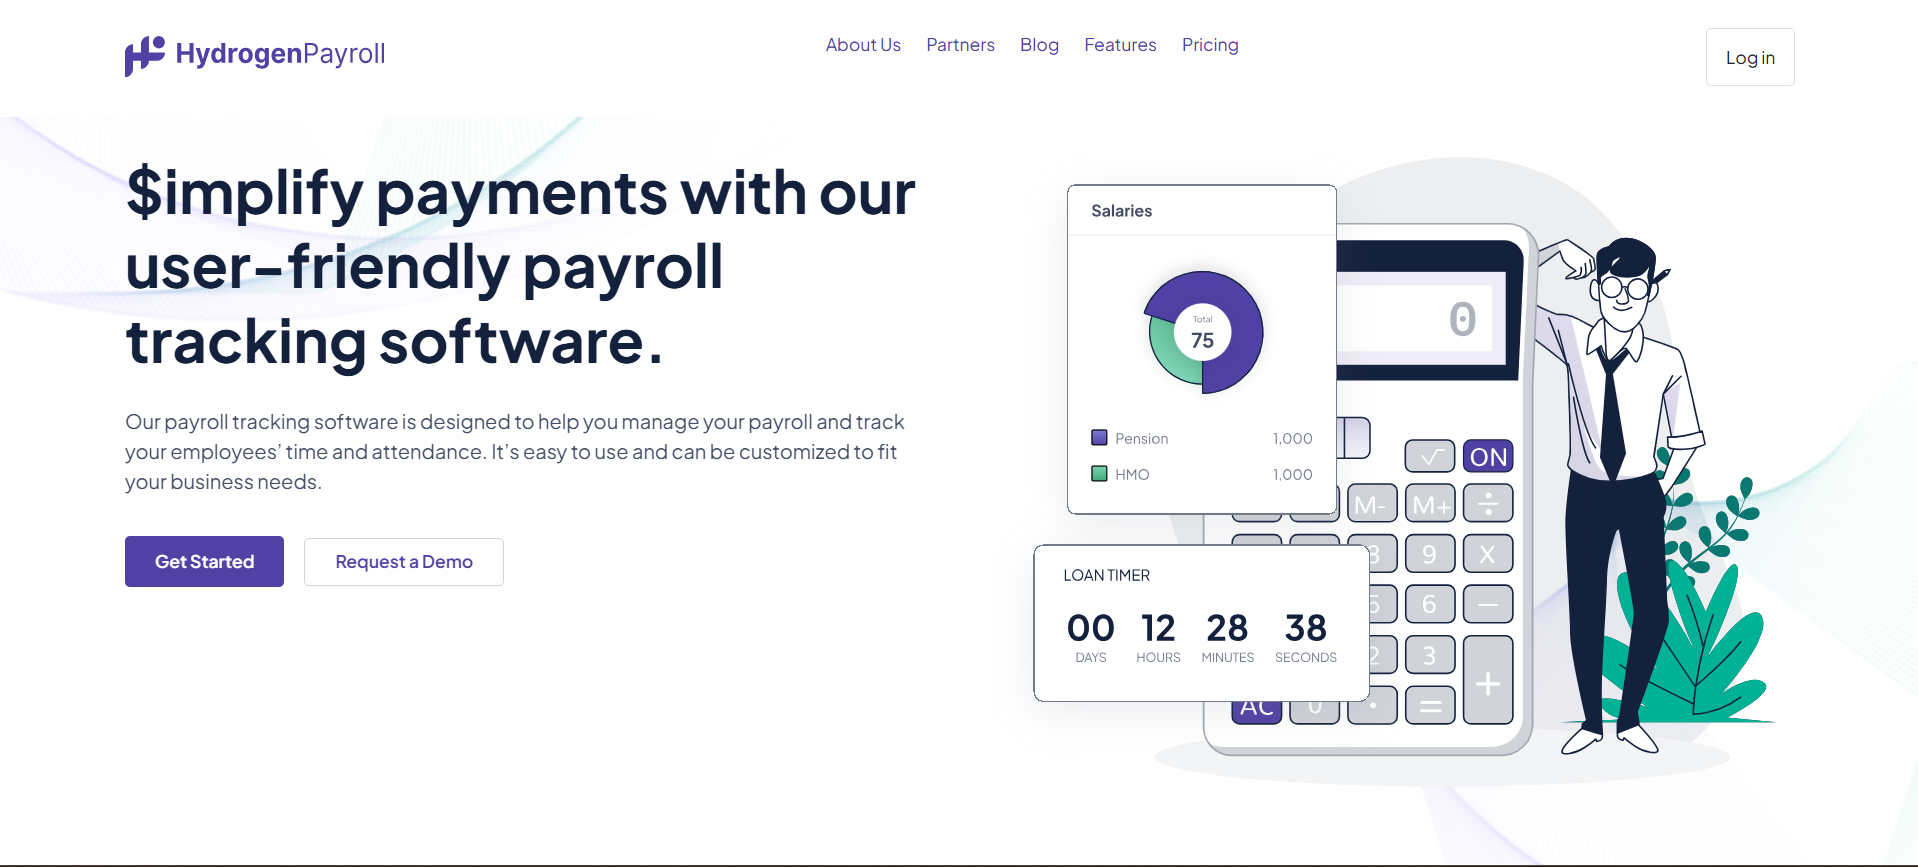 HydrogenPayroll
About Us Partners Blog Features Pricing
Log in
$implify payments with our
user-friendly payroll
tracking software.
Our payroll tracking software is designed to help you manage your payroll and track
your employees’ time and attendance. It’s easy to use and can be customized to fit
your business needs.
Get Started Request a Demo
Salaries
Total
75
Pension 1,000
HMO 1,000
LOAN TIMER
00 12 28 38
DAYS HOURS MINUTES SECONDS
0
√ ON
M- M+ ÷
8 9 X
5 6 −
2 3 +
AC 0 · =